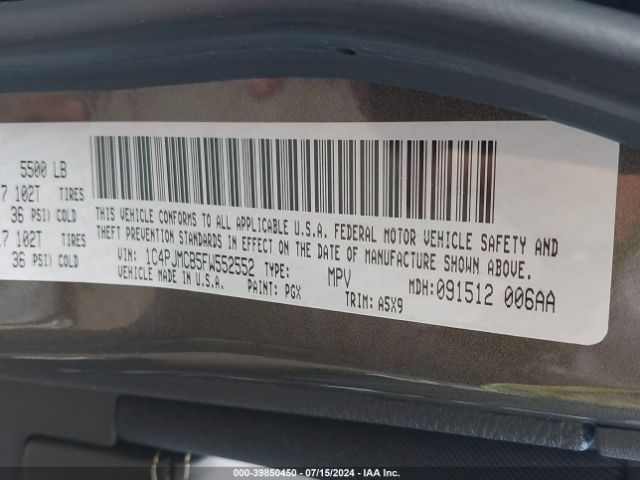 5500 LB
7 102T TIRES
36 PSI) COLD
7 102T TIRES
36 PSI) COLD
THIS VEHICLE CONFORMS TO ALL APPLICABLE U.S.A. FEDERAL MOTOR VEHICLE SAFETY AND
THEFT PREVENTION STANDARDS IN EFFECT ON THE DATE OF MANUFACTURE SHOWN ABOVE.
VIN: 1C4PJMCB5FW552552 TYPE: MPV MDH: 091512 006AA
VEHICLE MADE IN U.S.A. PAINT: PGX TRIM: A5X9
000-39850450 - 07/15/2024 - IAA Inc.